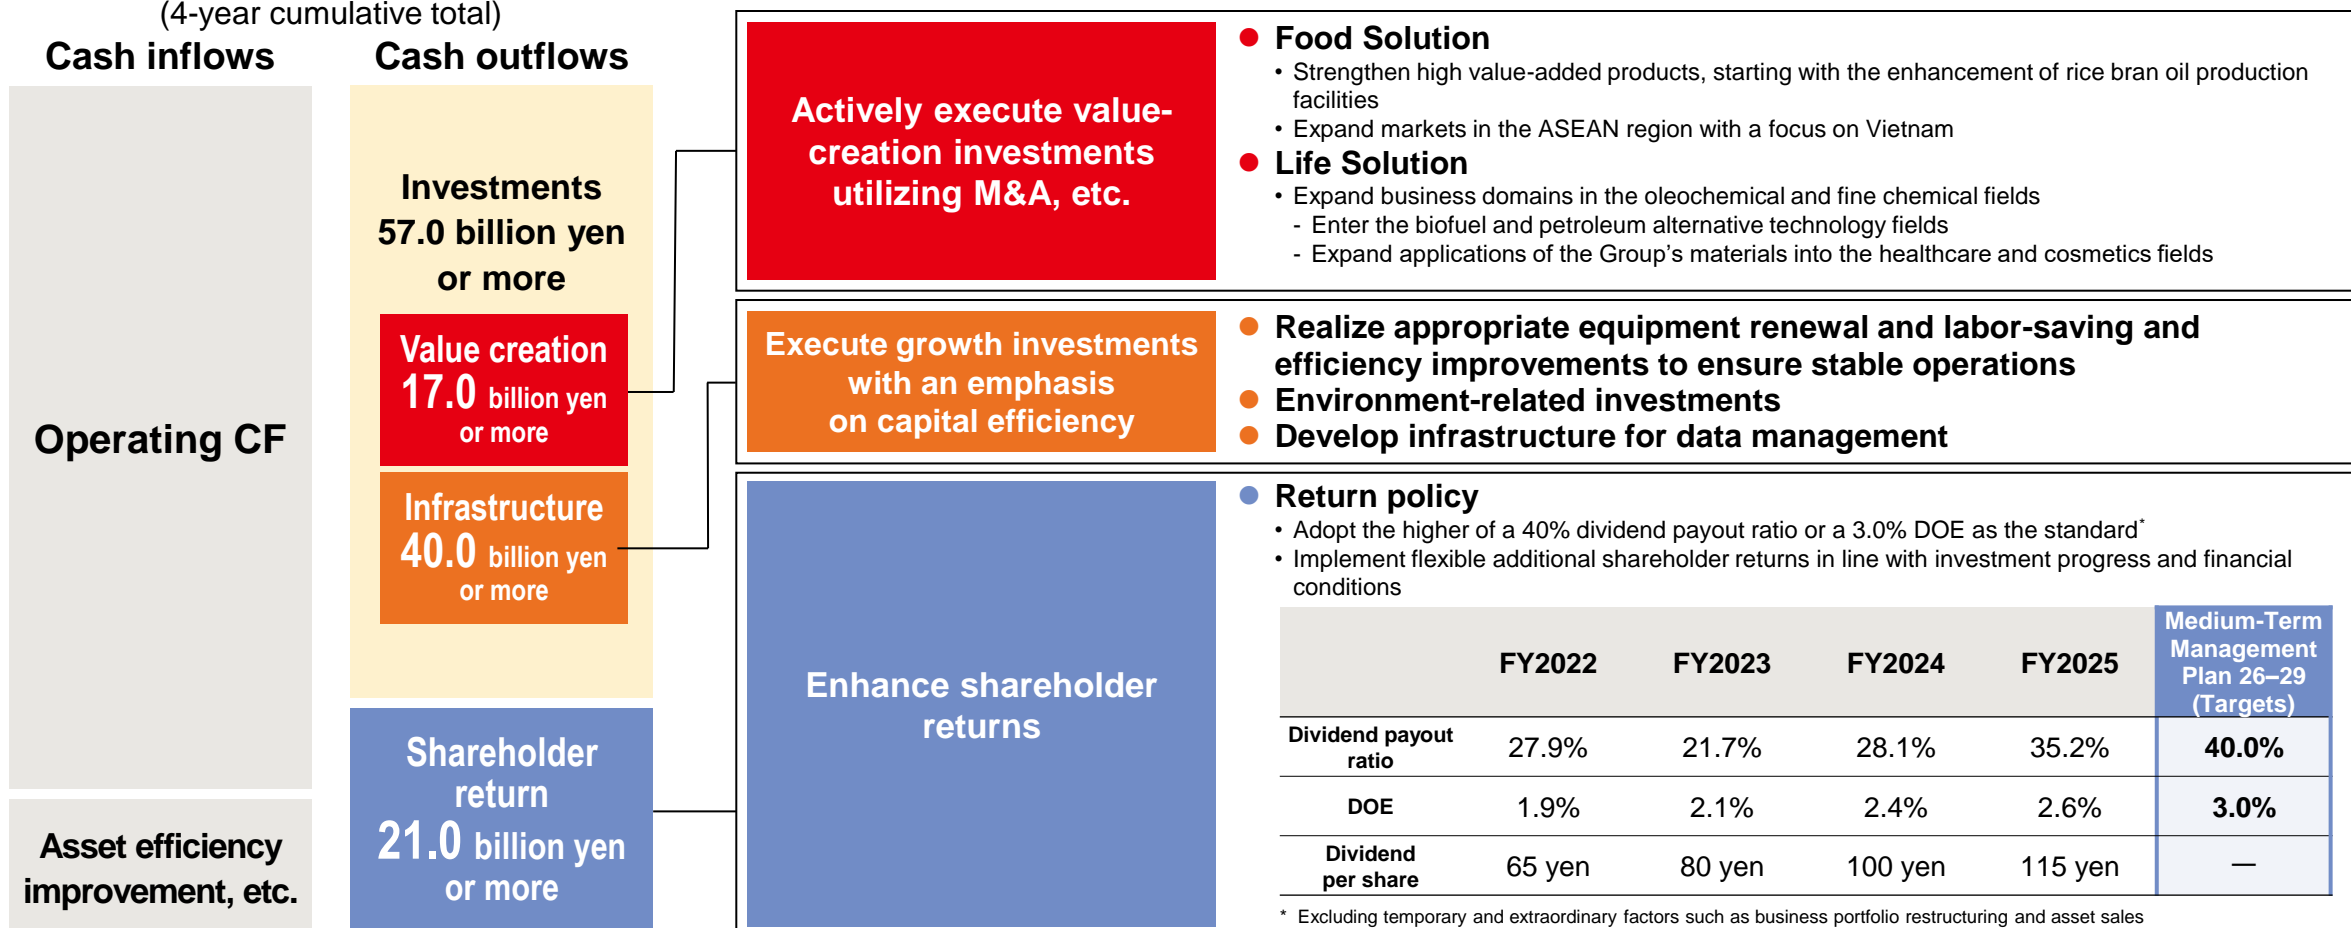 (4-year cumulative total)
Cash inflows
Cash outflows
Operating CF
Asset efficiency
improvement, etc.
Investments
57.0 billion yen
or more
Value creation
17.0 billion yen
or more
Infrastructure
40.0 billion yen
or more
Shareholder
return
21.0 billion yen
or more
Actively execute value-
creation investments
utilizing M&A, etc.
● Food Solution
• Strengthen high value-added products, starting with the enhancement of rice bran oil production
facilities
• Expand markets in the ASEAN region with a focus on Vietnam
● Life Solution
• Expand business domains in the oleochemical and fine chemical fields
- Enter the biofuel and petroleum alternative technology fields
- Expand applications of the Group’s materials into the healthcare and cosmetics fields
Execute growth investments
with an emphasis
on capital efficiency
● Realize appropriate equipment renewal and labor-saving and
efficiency improvements to ensure stable operations
● Environment-related investments
● Develop infrastructure for data management
Enhance shareholder
returns
● Return policy
• Adopt the higher of a 40% dividend payout ratio or a 3.0% DOE as the standard*
• Implement flexible additional shareholder returns in line with investment progress and financial
conditions
FY2022 FY2023 FY2024 FY2025
Medium-Term
Management
Plan 26–29
(Targets)
Dividend payout
ratio
27.9% 21.7% 28.1% 35.2% 40.0%
DOE 1.9% 2.1% 2.4% 2.6% 3.0%
Dividend
per share
65 yen 80 yen 100 yen 115 yen —
* Excluding temporary and extraordinary factors such as business portfolio restructuring and asset sales